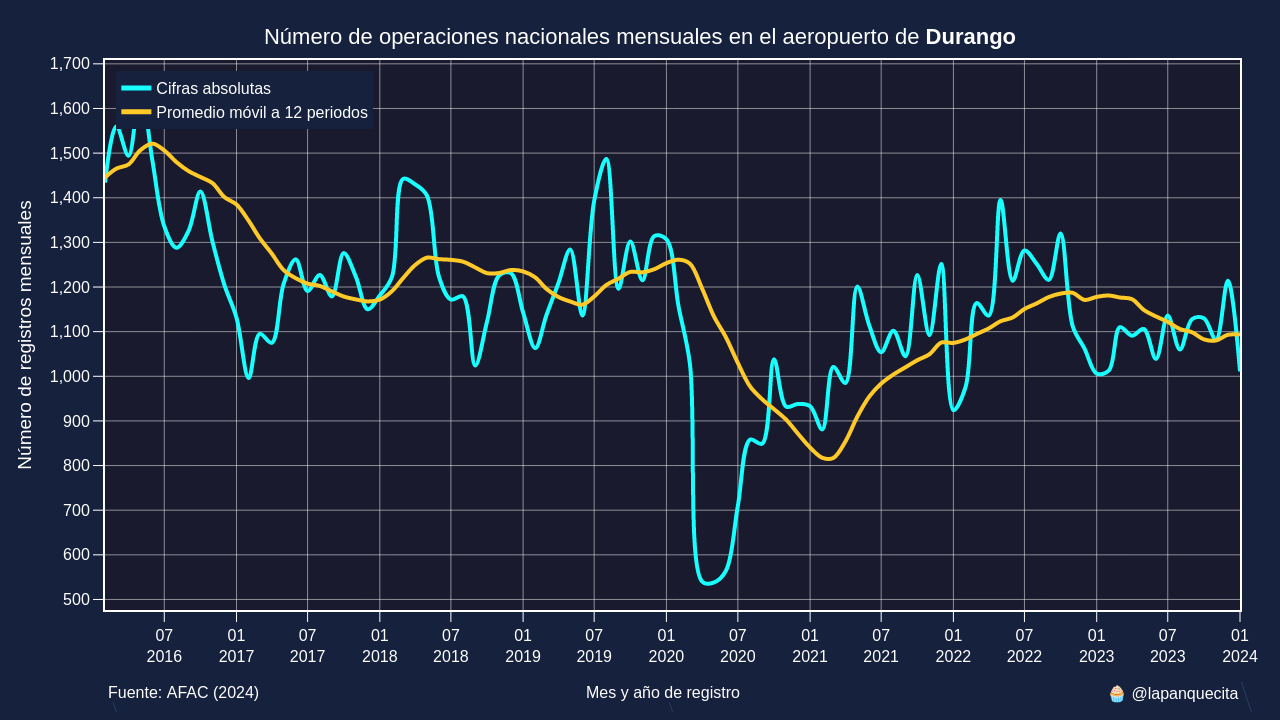 Número de operaciones nacionales mensuales en el aeropuerto de Durango
Cifras absolutas
Promedio móvil a 12 periodos
Número de registros mensuales
1,700
1,600
1,500
1,400
1,300
1,200
1,100
1,000
900
800
700
600
500
07 01 07 01 07 01 07 01 07 01 07 01 07 01 07 01
2016 2017 2017 2018 2018 2019 2019 2020 2020 2021 2021 2022 2022 2023 2023 2024
Fuente: AFAC (2024)
Mes y año de registro
🧁 @lapanquecita